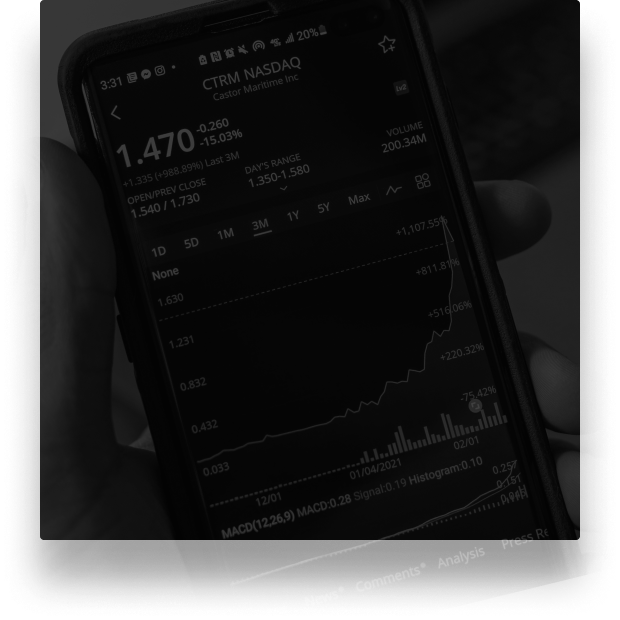 3:31 20%
CTRM NASDAQ
Castor Maritime Inc
1.470 -0.260
-15.03%
+1.335 (+988.89%) Last 3M
OPEN/PREV CLOSE DAY'S RANGE VOLUME
1.540 / 1.730 1.350-1.580 200.34M
1D 5D 1M 3M 1Y 5Y Max
None
+1,107.55%
1.630 +811.81%
1.231 +516.06%
0.832 +220.32%
0.432 -75.42%
0.033
12/01 01/04/2021 02/01
MACD(12,26,9) MACD:0.28 Signal:0.19 Histogram:0.10
0.257
0.151
Comments Analysis Press Re